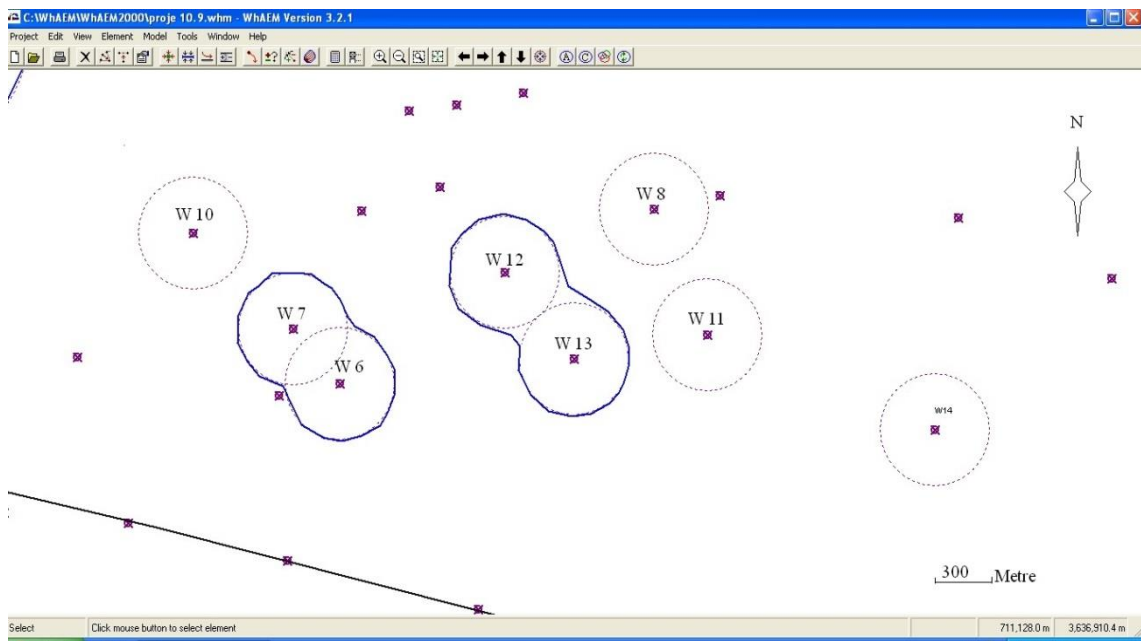 C:\WhAEM\WhAEM2000\proje 10.9.whm - WhAEM Version 3.2.1
Project Edit View Element Model Tools Window Help
N
W 8
W 10
W 12
W 7
W 11
W 13
W 6
W14
300 Metre
Select Click mouse button to select element 711,128.0 m 3,636,910.4 m